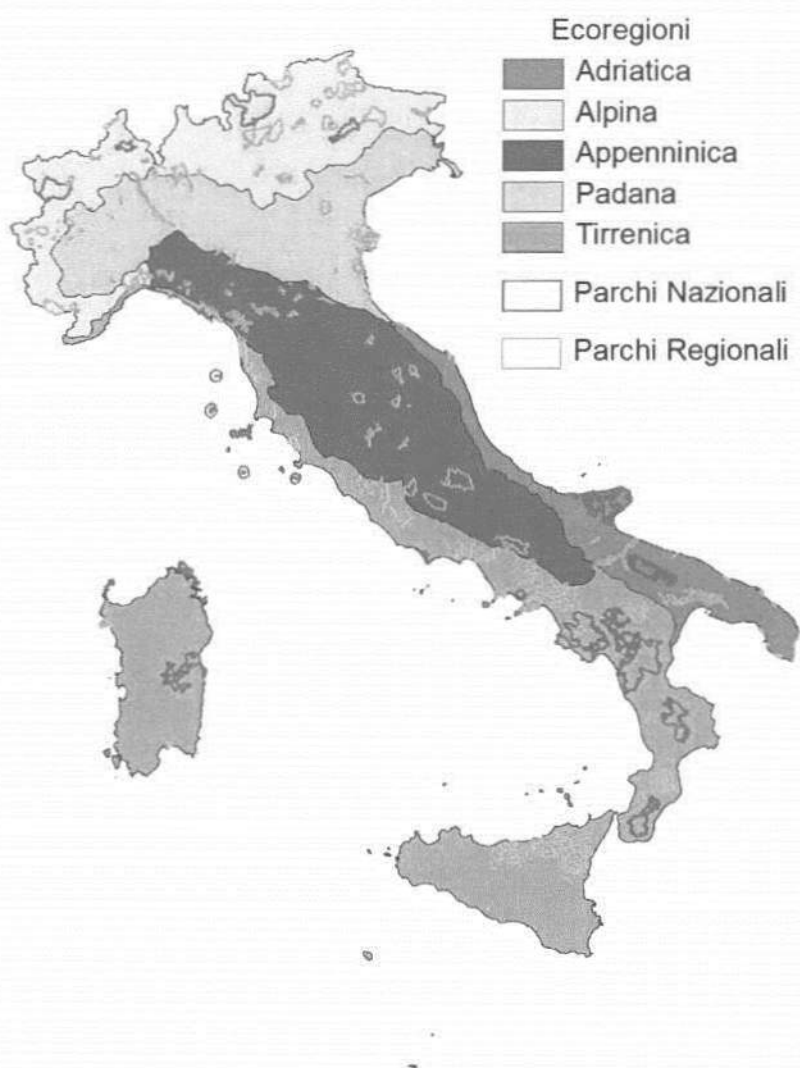 Ecoregioni
Adriatica
Alpina
Appenninica
Padana
Tirrenica
Parchi Nazionali
Parchi Regionali